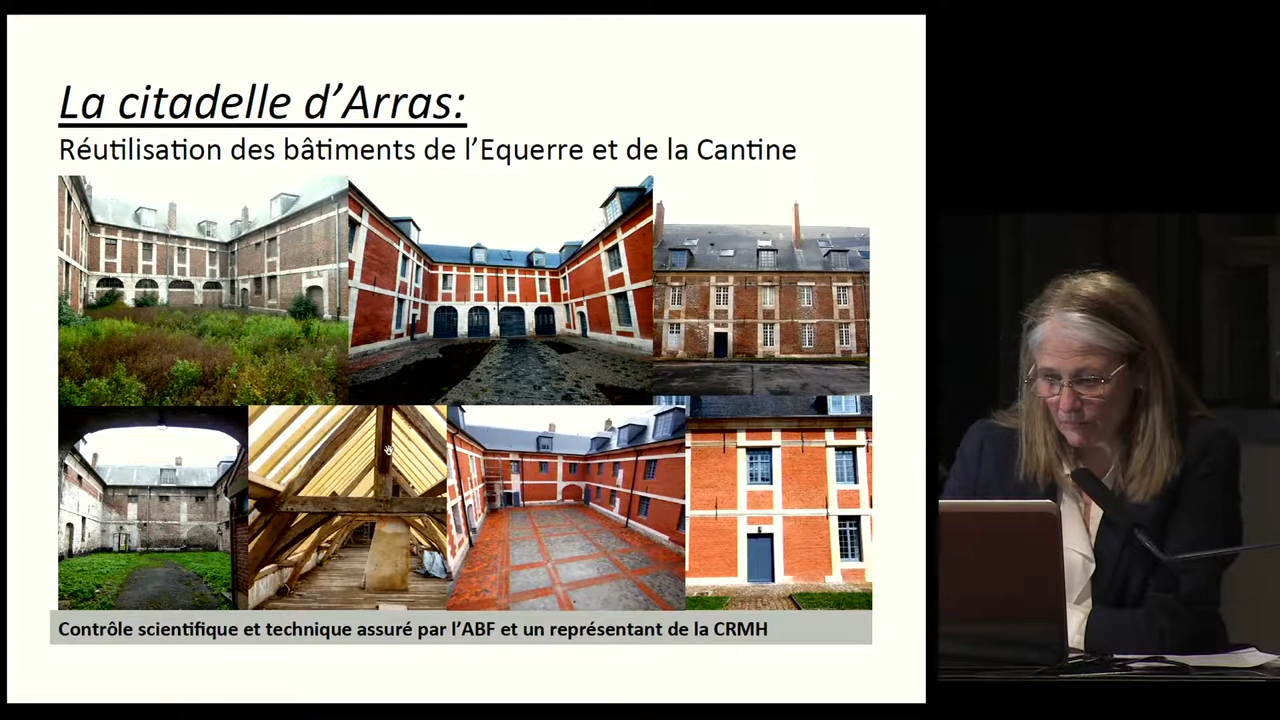 La citadelle d’Arras:
Réutilisation des bâtiments de l’Equerre et de la Cantine
Contrôle scientifique et technique assuré par l’ABF et un représentant de la CRMH